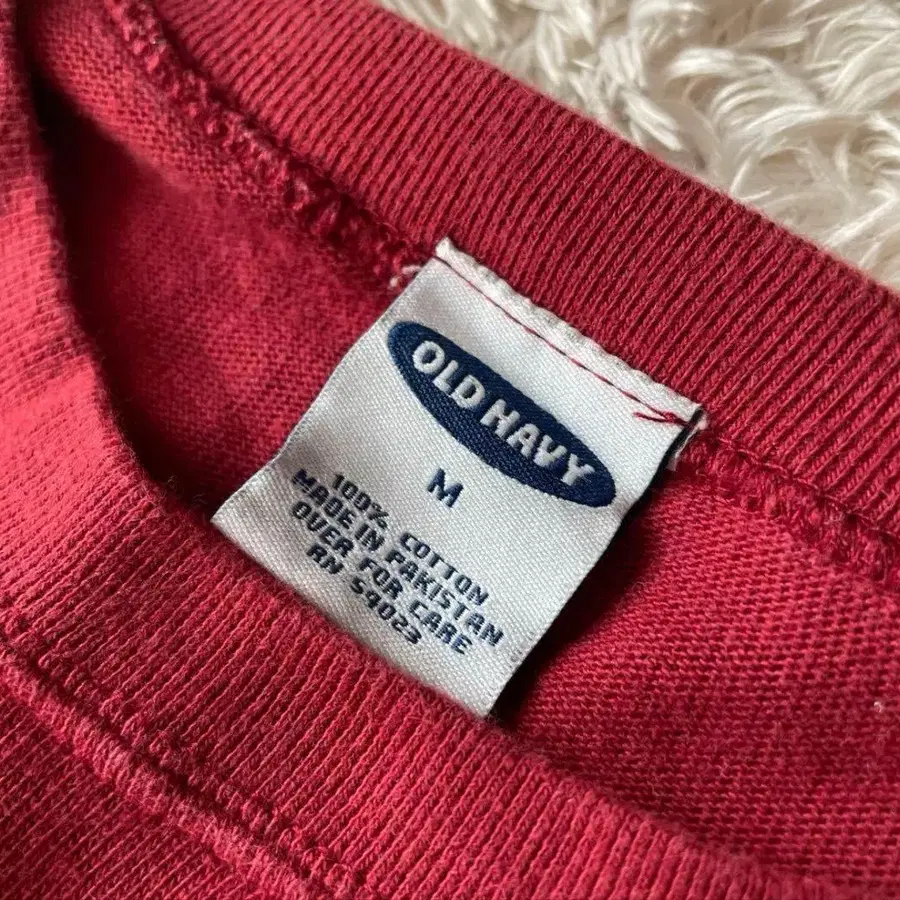 OLD NAVY
M
100% COTTON
MADE IN PAKISTAN
OVER FOR CARE
RN 54023